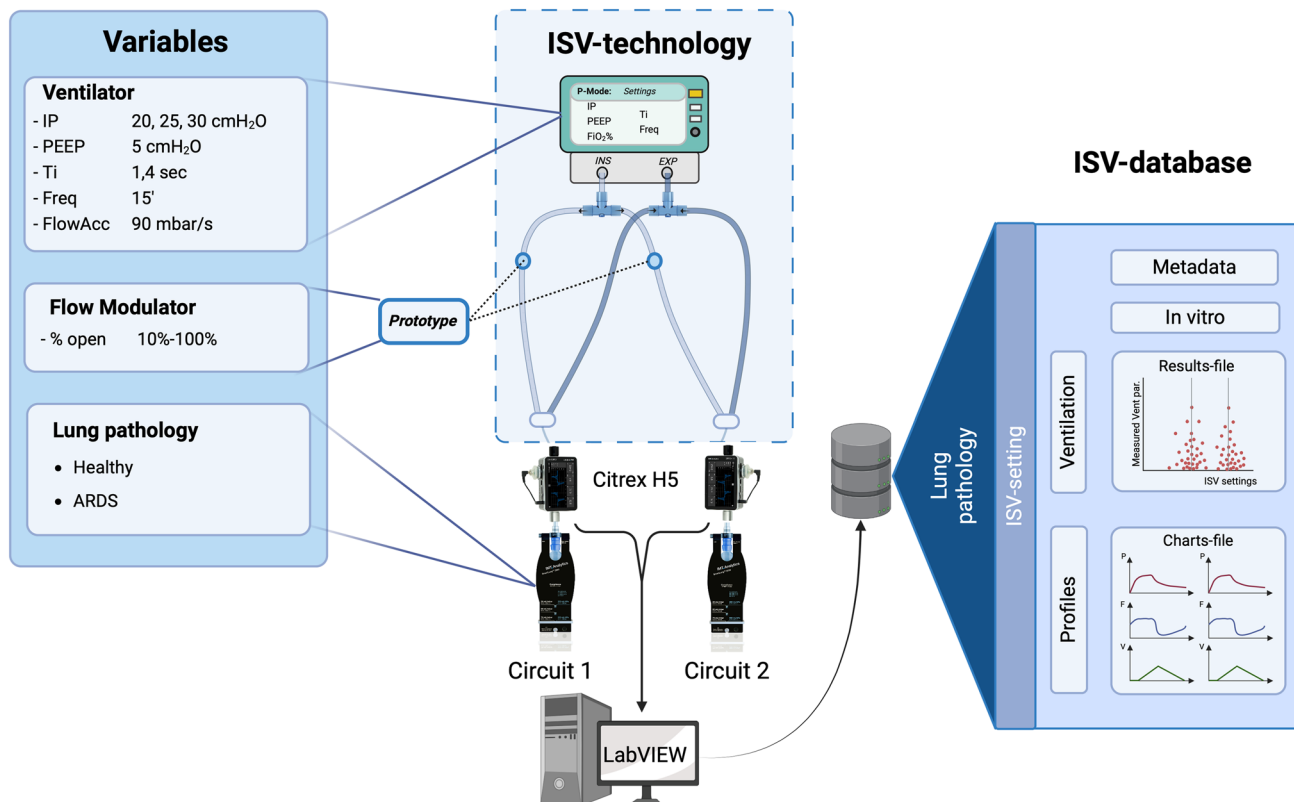 Variables
Ventilator
- IP 20, 25, 30 cmH₂O
- PEEP 5 cmH₂O
- Ti 1,4 sec
- Freq 15'
- FlowAcc 90 mbar/s
Flow Modulator
- % open 10%-100%
Lung pathology
• Healthy
• ARDS
Prototype
ISV-technology
P-Mode: Settings
IP
PEEP
FiO₂%
Ti
Freq
INS EXP
Citrex H5
Circuit 1
Circuit 2
LabVIEW
ISV-database
Lung
pathology
ISV-setting
Metadata
In vitro
Ventilation
Results-file
Measured Vent par.
ISV settings
Profiles
Charts-file
P P
F F
V V